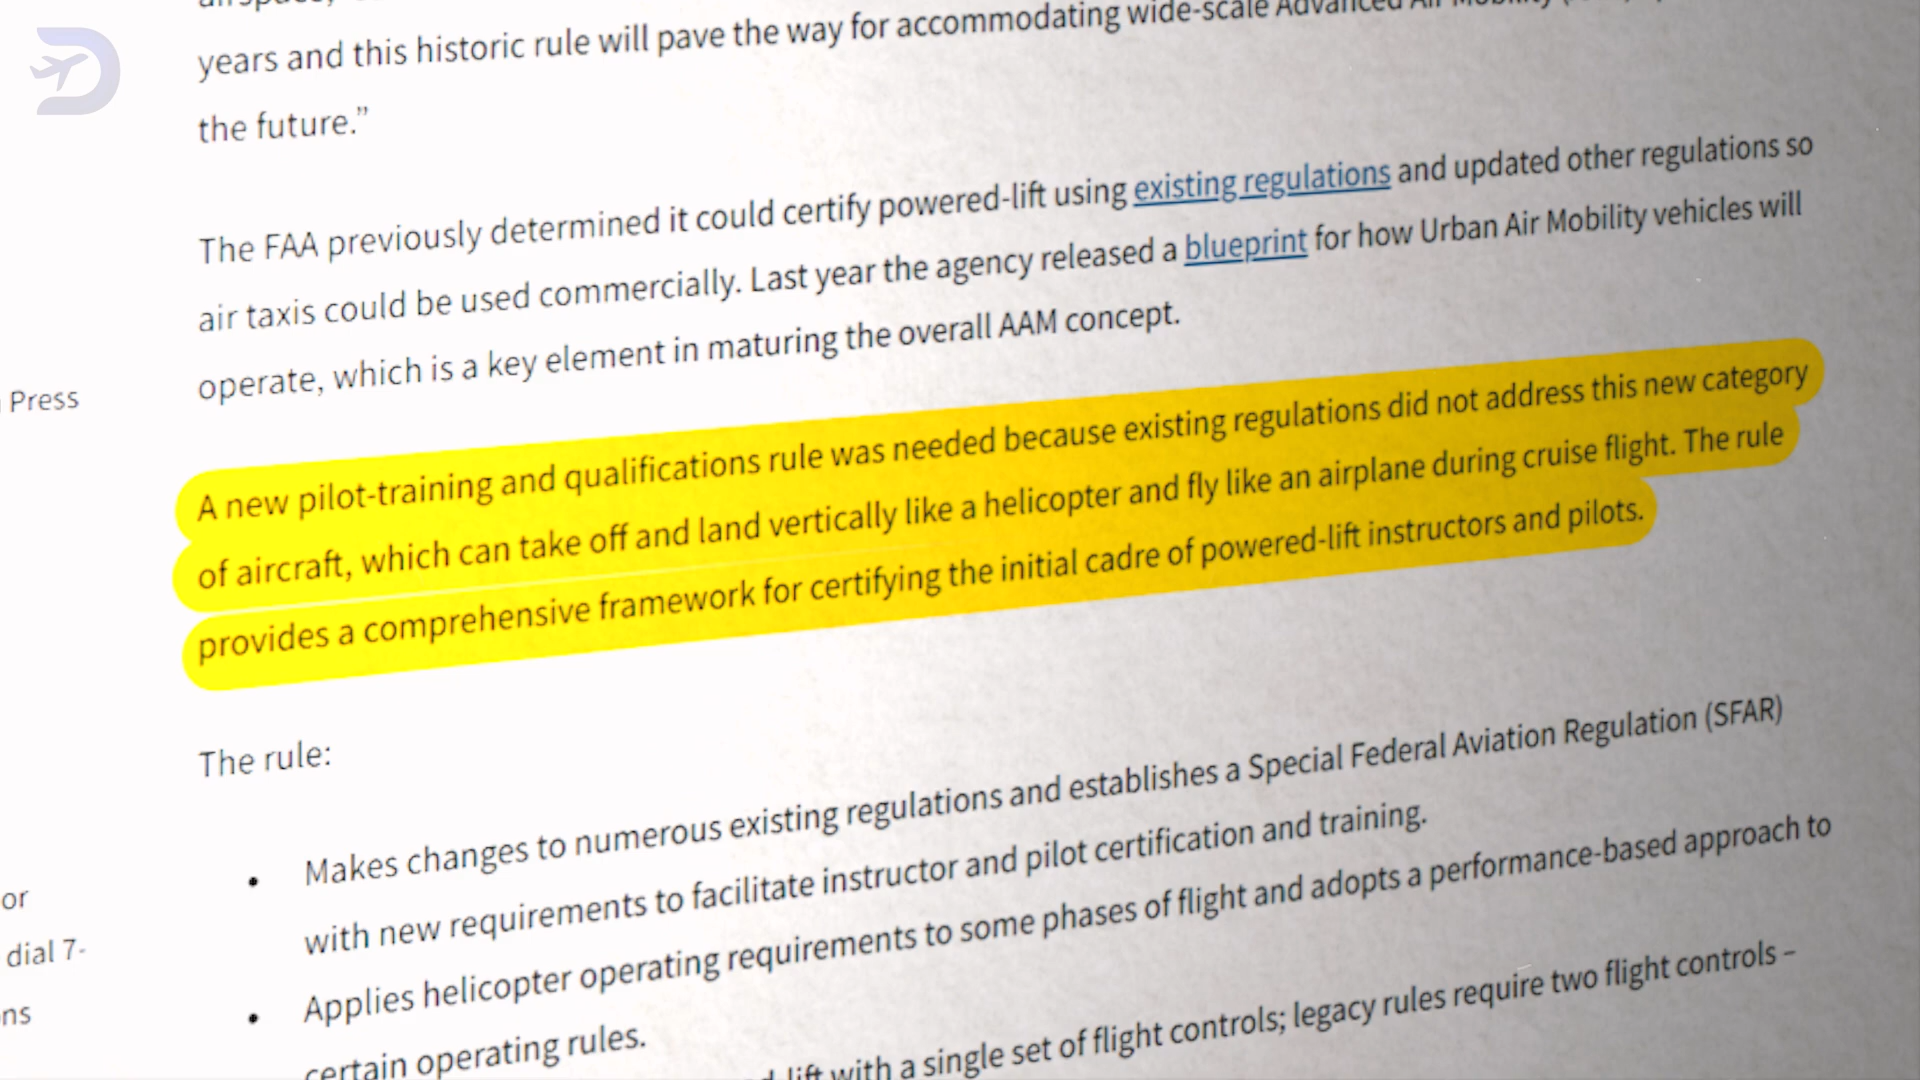 years and this historic rule will pave the way for accommodating wide-scale Advanced Air Mobility
the future.”
The FAA previously determined it could certify powered-lift using existing regulations and updated other regulations so
air taxis could be used commercially. Last year the agency released a blueprint for how Urban Air Mobility vehicles will
operate, which is a key element in maturing the overall AAM concept.
Press
A new pilot-training and qualifications rule was needed because existing regulations did not address this new category
of aircraft, which can take off and land vertically like a helicopter and fly like an airplane during cruise flight. The rule
provides a comprehensive framework for certifying the initial cadre of powered-lift instructors and pilots.
The rule:
• Makes changes to numerous existing regulations and establishes a Special Federal Aviation Regulation (SFAR)
with new requirements to facilitate instructor and pilot certification and training.
• Applies helicopter operating requirements to some phases of flight and adopts a performance-based approach to
certain operating rules.
lift with a single set of flight controls; legacy rules require two flight controls –
or
dial 7-
ns